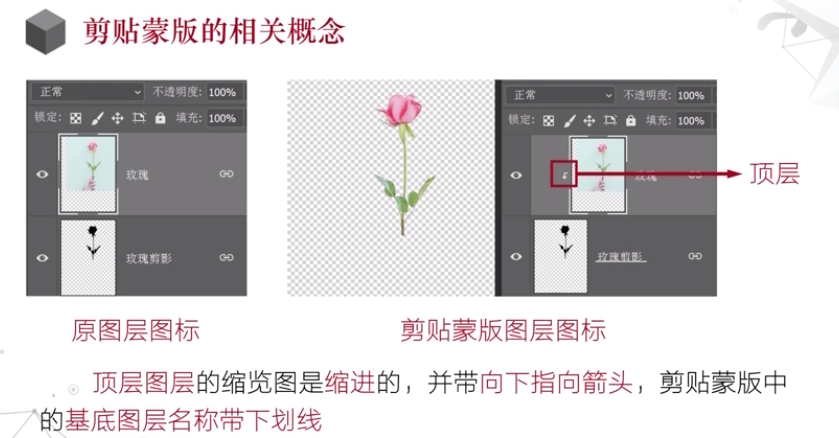 剪贴蒙版的相关概念
正常 不透明度: 100%
锁定: 填充: 100%
玫瑰
玫瑰剪影
正常 不透明度: 100%
锁定: 填充: 100%
玫瑰
顶层
玫瑰剪影
原图层图标
剪贴蒙版图层图标
顶层图层的缩览图是缩进的，并带向下指向箭头，剪贴蒙版中
的基底图层名称带下划线